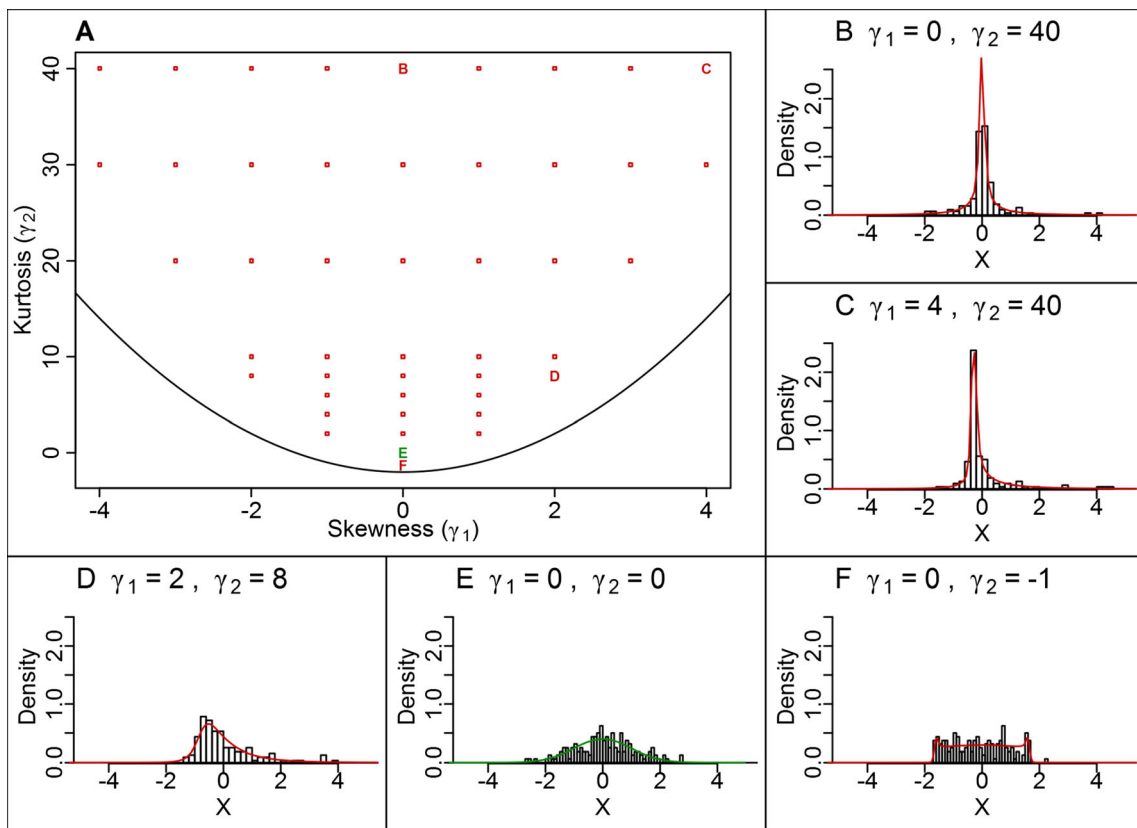 A
Kurtosis (γ2)
40
30
20
10
0
B
C
D
E
F
-4
-2
0
2
4
Skewness (γ1)
B γ1 = 0 , γ2 = 40
Density
0.0
1.0
2.0
-4
-2
0
2
4
X
C γ1 = 4 , γ2 = 40
Density
0.0
1.0
2.0
-4
-2
0
2
4
X
D γ1 = 2 , γ2 = 8
Density
0.0
1.0
2.0
-4
-2
0
2
4
X
E γ1 = 0 , γ2 = 0
Density
0.0
1.0
2.0
-4
-2
0
2
4
X
F γ1 = 0 , γ2 = -1
Density
0.0
1.0
2.0
-4
-2
0
2
4
X